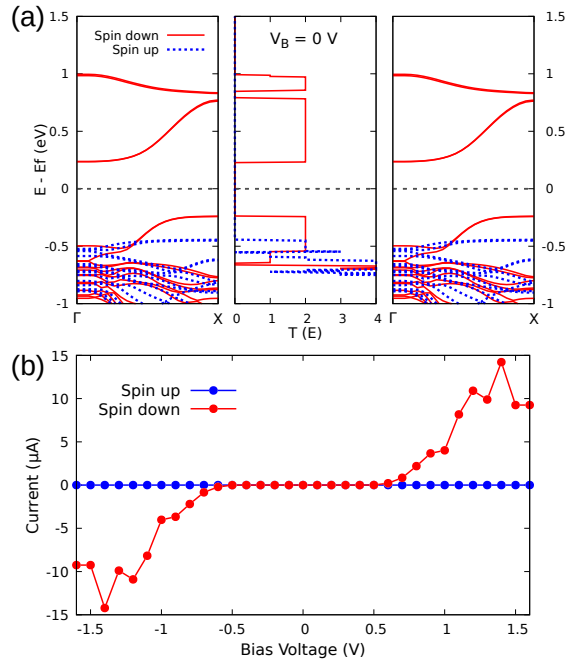 (a)
Spin down
Spin up
V_B = 0 V
E - Ef (eV)
1.5
1
0.5
0
-0.5
-1
Γ X
0 1 2 3 4
T (E)
Γ X
1.5
1
0.5
0
-0.5
-1
(b)
Spin up
Spin down
Current (μA)
15
10
5
0
-5
-10
-15
-1.5 -1 -0.5 0 0.5 1 1.5
Bias Voltage (V)